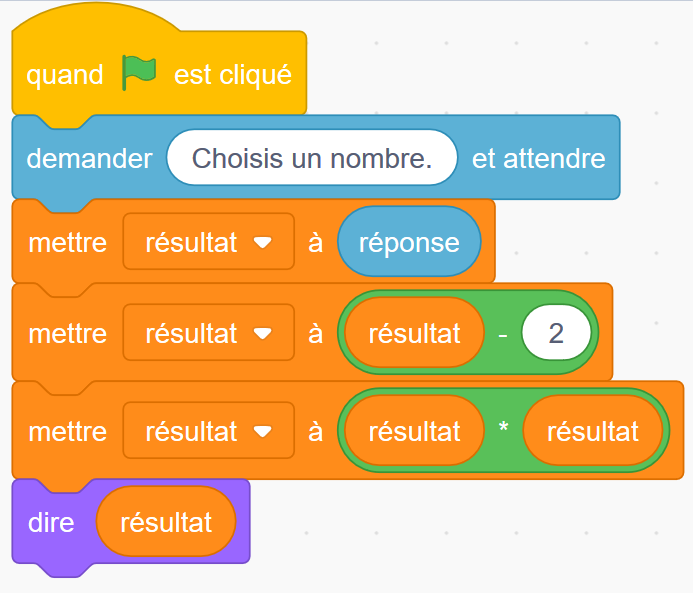 quand est cliqué
demander Choisis un nombre. et attendre
mettre résultat à réponse
mettre résultat à résultat - 2
mettre résultat à résultat * résultat
dire résultat